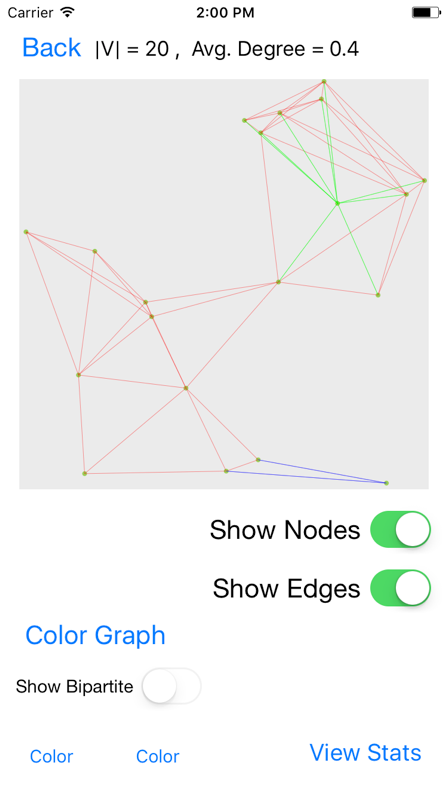 Carrier 2:00 PM
Back |V| = 20 , Avg. Degree = 0.4
Show Nodes
Show Edges
Color Graph
Show Bipartite
Color Color View Stats